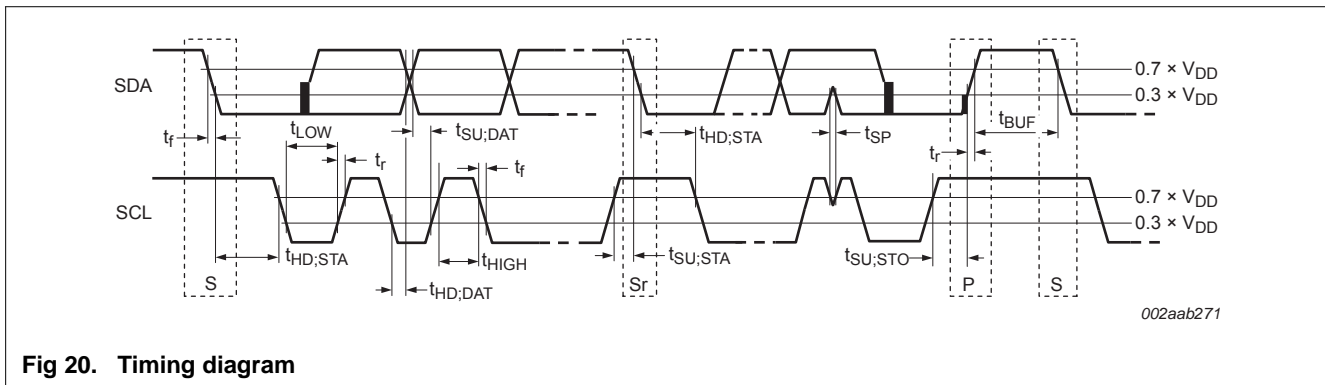 SDA
0.7 × VDD
0.3 × VDD
tf
tLOW
tr
tSU;DAT
tf
tHD;STA
tSP
tr
tBUF
SCL
0.7 × VDD
0.3 × VDD
tHD;STA
tHD;DAT
tHIGH
tSU;STA
tSU;STO
S
Sr
P
S
002aab271
Fig 20. Timing diagram